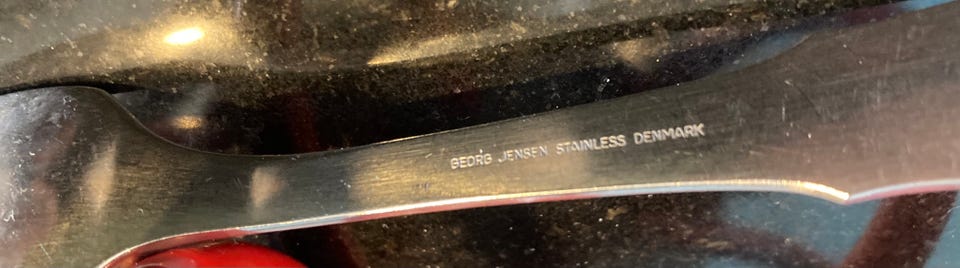 GEORG JENSEN STAINLESS DENMARK